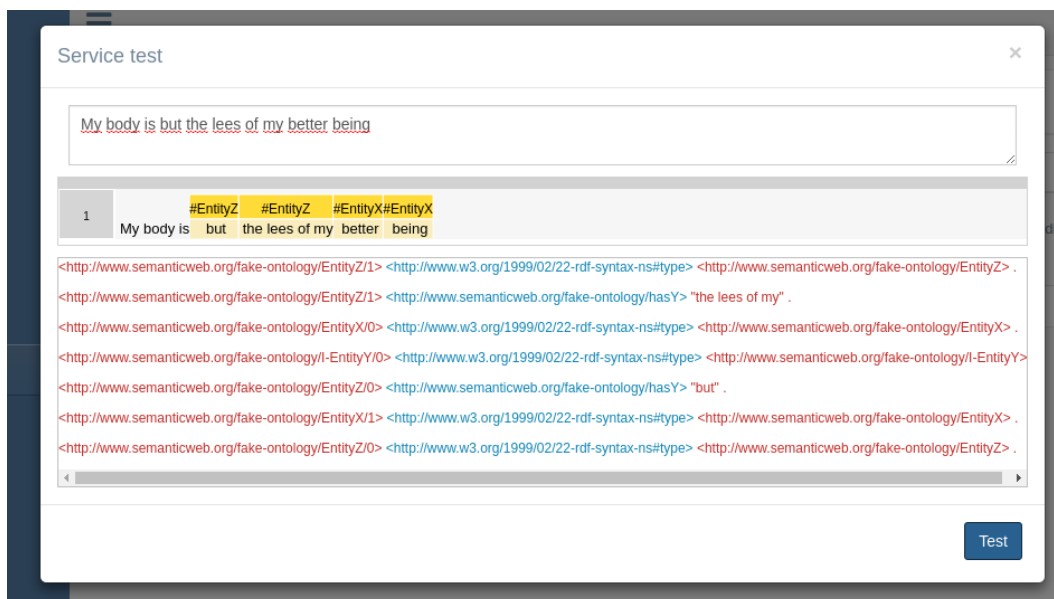 Service test
×
My body is but the lees of my better being
#EntityZ #EntityZ #EntityX #EntityX
1
My body is but the lees of my better being
<http://www.semanticweb.org/fake-ontology/EntityZ/1> <http://www.w3.org/1999/02/22-rdf-syntax-ns#type> <http://www.semanticweb.org/fake-ontology/EntityZ> .
<http://www.semanticweb.org/fake-ontology/EntityZ/1> <http://www.semanticweb.org/fake-ontology/hasY> "the lees of my" .
<http://www.semanticweb.org/fake-ontology/EntityX/0> <http://www.w3.org/1999/02/22-rdf-syntax-ns#type> <http://www.semanticweb.org/fake-ontology/EntityX> .
<http://www.semanticweb.org/fake-ontology/I-EntityY/0> <http://www.w3.org/1999/02/22-rdf-syntax-ns#type> <http://www.semanticweb.org/fake-ontology/I-EntityY>
<http://www.semanticweb.org/fake-ontology/EntityZ/0> <http://www.semanticweb.org/fake-ontology/hasY> "but" .
<http://www.semanticweb.org/fake-ontology/EntityX/1> <http://www.w3.org/1999/02/22-rdf-syntax-ns#type> <http://www.semanticweb.org/fake-ontology/EntityX> .
<http://www.semanticweb.org/fake-ontology/EntityZ/0> <http://www.w3.org/1999/02/22-rdf-syntax-ns#type> <http://www.semanticweb.org/fake-ontology/EntityZ> .
Test